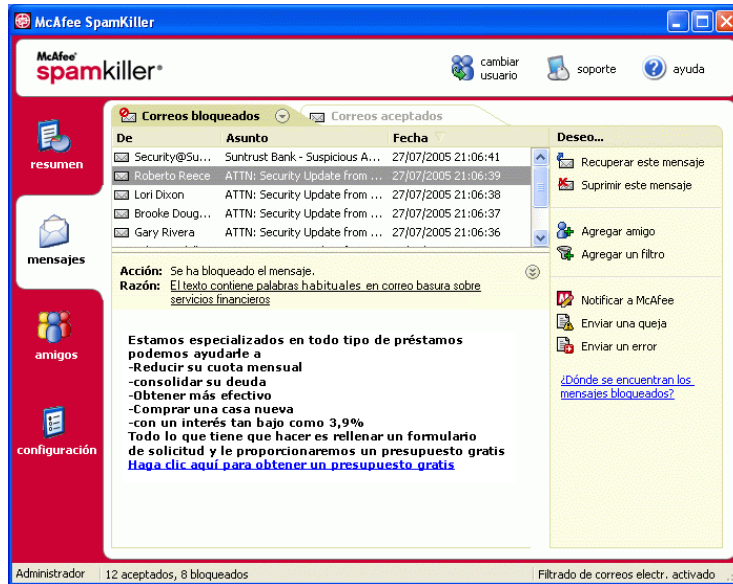 McAfee SpamKiller
McAfee®
spamkiller®
cambiar
usuario
soporte
ayuda
resumen
mensajes
amigos
configuración
Correos bloqueados
Correos aceptados
De Asunto Fecha
Security@Su... Suntrust Bank - Suspicious A... 27/07/2005 21:06:41
Roberto Reece ATTN: Security Update from ... 27/07/2005 21:06:39
Lori Dixon ATTN: Security Update from ... 27/07/2005 21:06:38
Brooke Doug... ATTN: Security Update from ... 27/07/2005 21:06:37
Gary Rivera ATTN: Security Update from ... 27/07/2005 21:06:36
Acción: Se ha bloqueado el mensaje.
Razón: El texto contiene palabras habituales en correo basura sobre
servicios financieros
Estamos especializados en todo tipo de préstamos
podemos ayudarle a
-Reducir su cuota mensual
-consolidar su deuda
-Obtener más efectivo
-Comprar una casa nueva
-con un interés tan bajo como 3,9%
Todo lo que tiene que hacer es rellenar un formulario
de solicitud y le proporcionaremos un presupuesto gratis
Haga clic aquí para obtener un presupuesto gratis
Deseo...
Recuperar este mensaje
Suprimir este mensaje
Agregar amigo
Agregar un filtro
Notificar a McAfee
Enviar una queja
Enviar un error
¿Dónde se encuentran los
mensajes bloqueados?
Administrador 12 aceptados, 8 bloqueados Filtrado de correos electr. activado